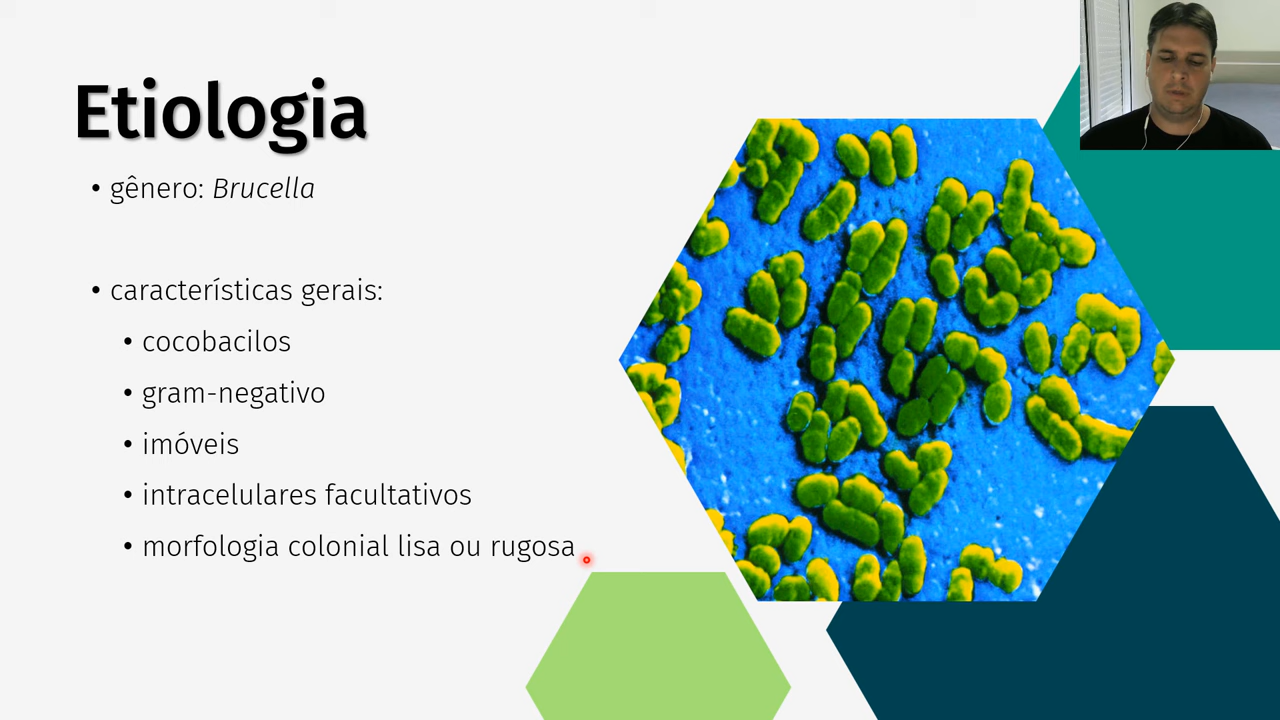 Etiologia
• gênero: Brucella
• características gerais:
• cocobacilos
• gram-negativo
• imóveis
• intracelulares facultativos
• morfologia colonial lisa ou rugosa